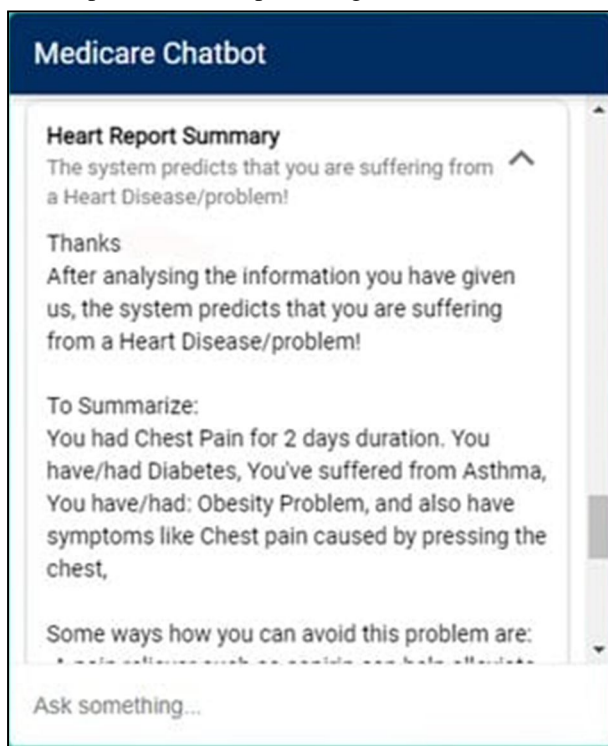 Medicare Chatbot
Heart Report Summary
The system predicts that you are suffering from
a Heart Disease/problem!
Thanks
After analysing the information you have given
us, the system predicts that you are suffering
from a Heart Disease/problem!
To Summarize:
You had Chest Pain for 2 days duration. You
have/had Diabetes, You've suffered from Asthma,
You have/had: Obesity Problem, and also have
symptoms like Chest pain caused by pressing the
chest,
Some ways how you can avoid this problem are:
Ask something...